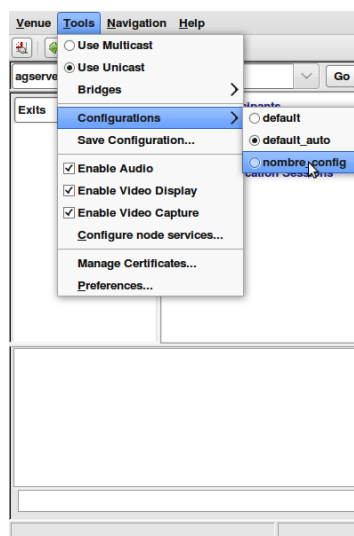 Venue Tools Navigation Help
Use Multicast
Use Unicast
Bridges
agserve
Go
Exits
Configurations
default
Save Configuration...
default_auto
nombre_config
Enable Audio
Enable Video Display
Enable Video Capture
Configure node services...
Manage Certificates...
Preferences...